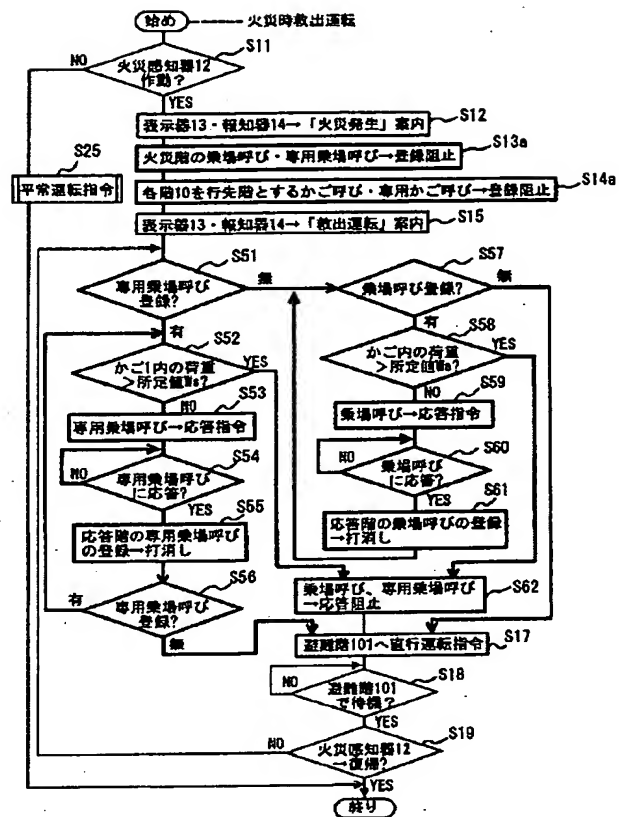 始め
火災時救出運転
S11
火災感知器12
作動?
NO
YES
S12
表示器13・報知器14→「火災発生」案内
S13a
火災階の乗場呼び・専用乗場呼び→登録阻止
S25
平常運転指令
S14a
各階10を行先階とするかご呼び・専用かご呼び→登録阻止
S15
表示器13・報知器14→「救出運転」案内
S51
専用乗場呼び
登録?
無
有
S57
乗場呼び登録?
無
有
S52
かご1内の荷重
>所定値Ws?
YES
NO
S58
かご内の荷重
>所定値Ws?
YES
NO
S53
専用乗場呼び→応答指令
S59
乗場呼び→応答指令
S54
専用乗場呼び
に応答?
NO
YES
S60
乗場呼び
に応答?
NO
YES
S55
応答階の専用乗場呼び
の登録→打消し
S61
応答階の乗場呼びの登録
→打消し
S56
専用乗場呼び
登録?
有
無
S62
乗場呼び、専用乗場呼び
→応答阻止
S17
避難階101へ直行運転指令
S18
避難階101
で待機?
NO
YES
S19
火災感知器12
→復帰?
NO
YES
終り